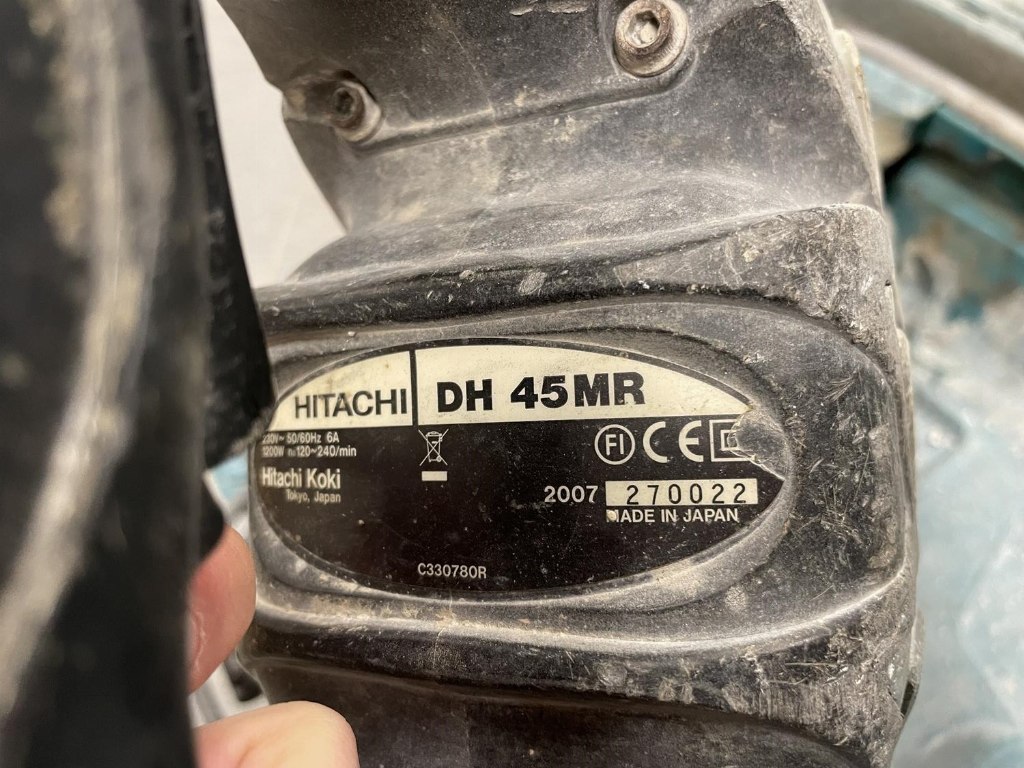 HITACHI DH 45MR
230V~ 50/60Hz 6A
1200W n₀120~240/min
Hitachi Koki
Tokyo, Japan
FI CE
2007 270022
MADE IN JAPAN
C330780R